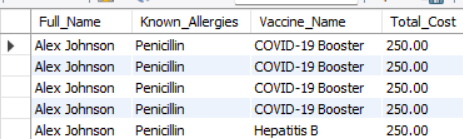 Full_Name Known_Allergies Vaccine_Name Total_Cost
Alex Johnson Penicillin COVID-19 Booster 250.00
Alex Johnson Penicillin COVID-19 Booster 250.00
Alex Johnson Penicillin COVID-19 Booster 250.00
Alex Johnson Penicillin COVID-19 Booster 250.00
Alex Johnson Penicillin Hepatitis B 250.00